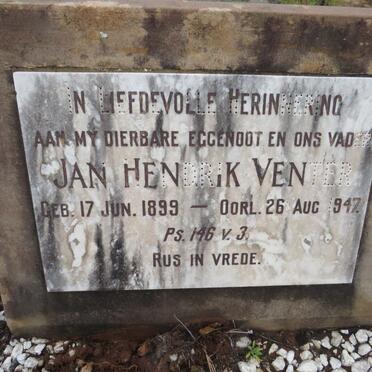 IN LIEFDEVOLLE HERINNERING
AAN MY DIERBARE EGGENOOT EN ONS VADER
JAN HENDRIK VENTER
GEB. 17 JUN. 1899 — OORL. 26 AUG 1947.
PS. 146 V. 3.
RUS IN VREDE.